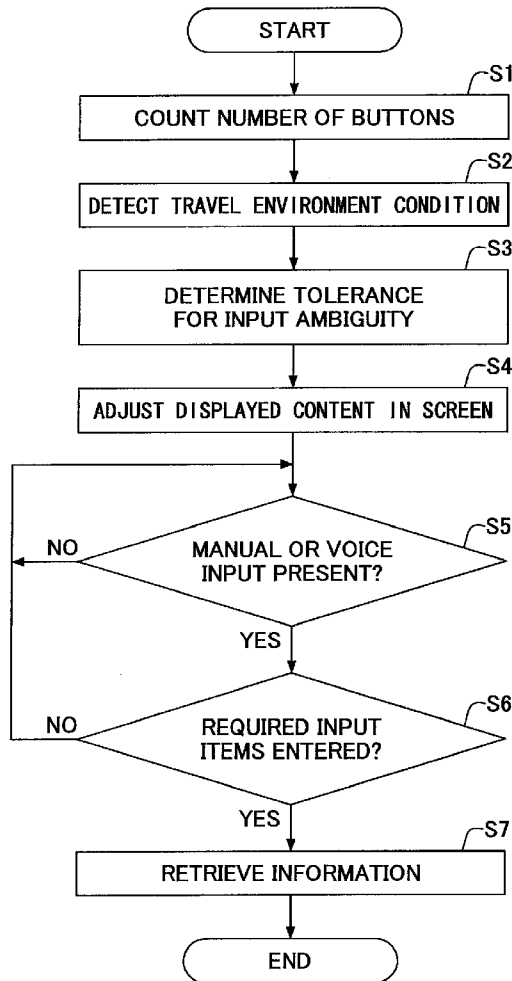 START
S1
COUNT NUMBER OF BUTTONS
S2
DETECT TRAVEL ENVIRONMENT CONDITION
S3
DETERMINE TOLERANCE
FOR INPUT AMBIGUITY
S4
ADJUST DISPLAYED CONTENT IN SCREEN
S5
NO
MANUAL OR VOICE
INPUT PRESENT?
YES
S6
NO
REQUIRED INPUT
ITEMS ENTERED?
YES
S7
RETRIEVE INFORMATION
END